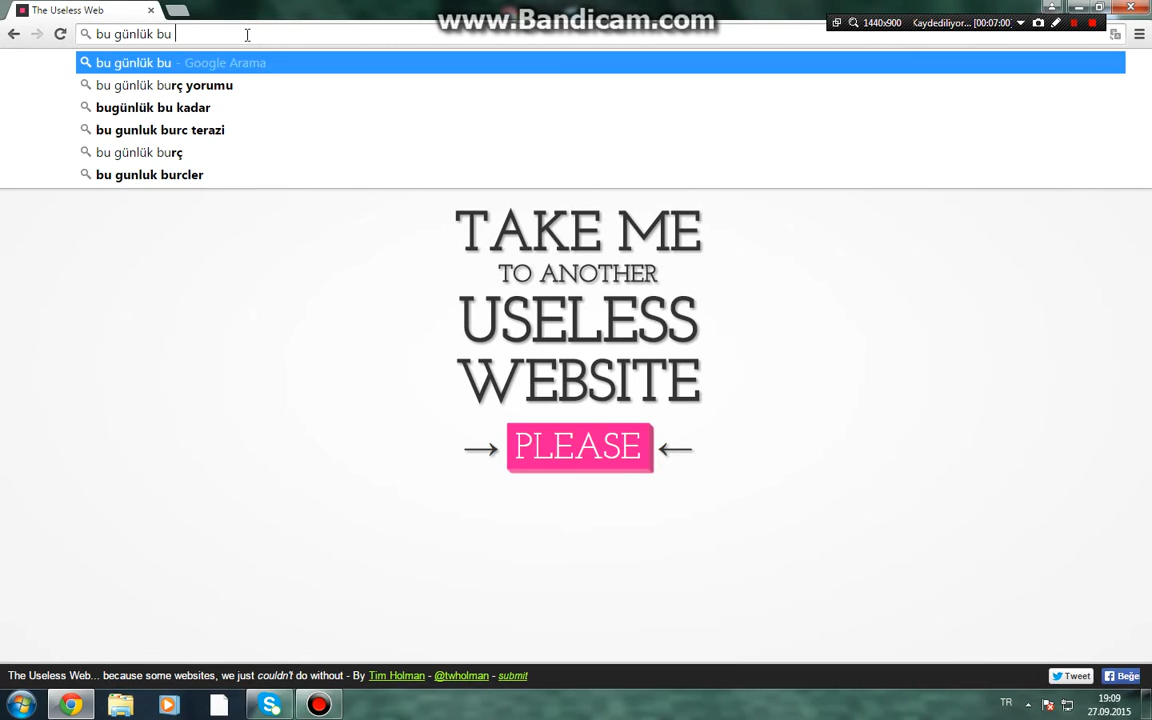 The Useless Web
www.Bandicam.com
1440x900 Kaydediliyor... [00:07:00]
bu günlük bu
bu günlük bu - Google Arama
bu günlük burç yorumu
bugünlük bu kadar
bu gunluk burc terazi
bu günlük burç
bu gunluk burcler
TAKE ME
TO ANOTHER
USELESS
WEBSITE
→ PLEASE ←
The Useless Web... because some websites, we just couldn't do without - By Tim Holman - @twholman - submit
Tweet
Beğe
TR
19:09
27.09.2015